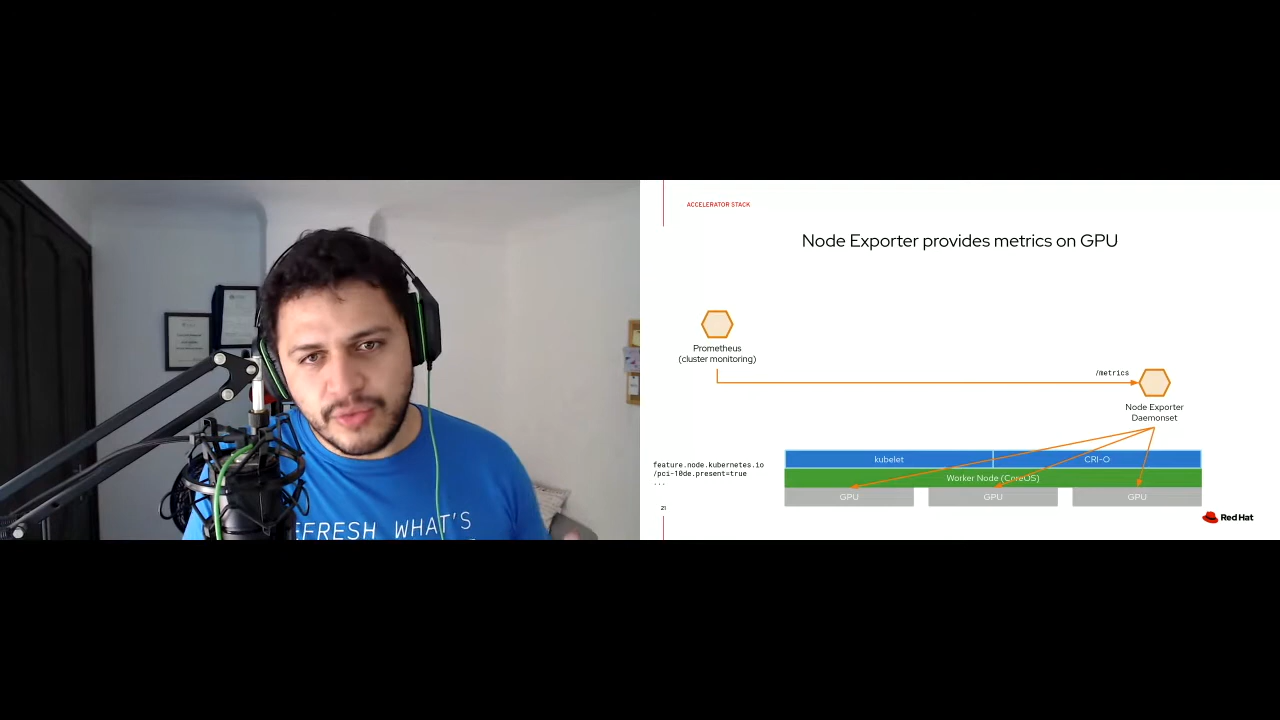 EFRESH WHAT'S
ACCELERATOR STACK
Node Exporter provides metrics on GPU
Prometheus
(cluster monitoring)
/metrics
Node Exporter
Daemonset
feature.node.kubernetes.io
/pci-10de.present=true
...
kubelet
CRI-O
Worker Node (CoreOS)
GPU
GPU
GPU
21
Red Hat